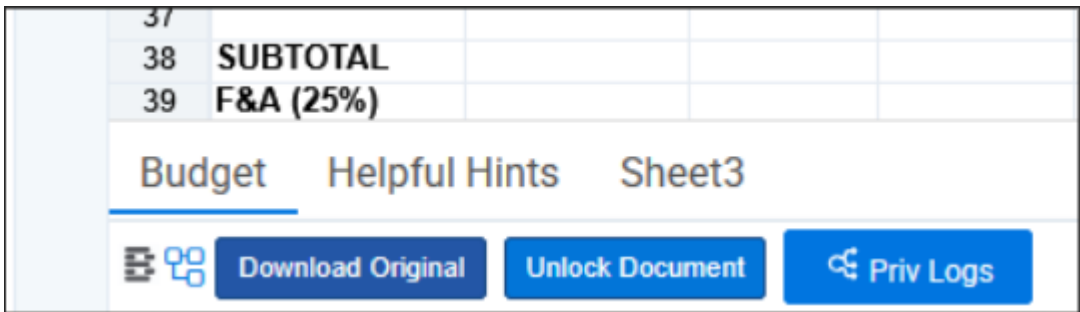 37
38 SUBTOTAL
39 F&A (25%)
Budget Helpful Hints Sheet3
Download Original Unlock Document Priv Logs